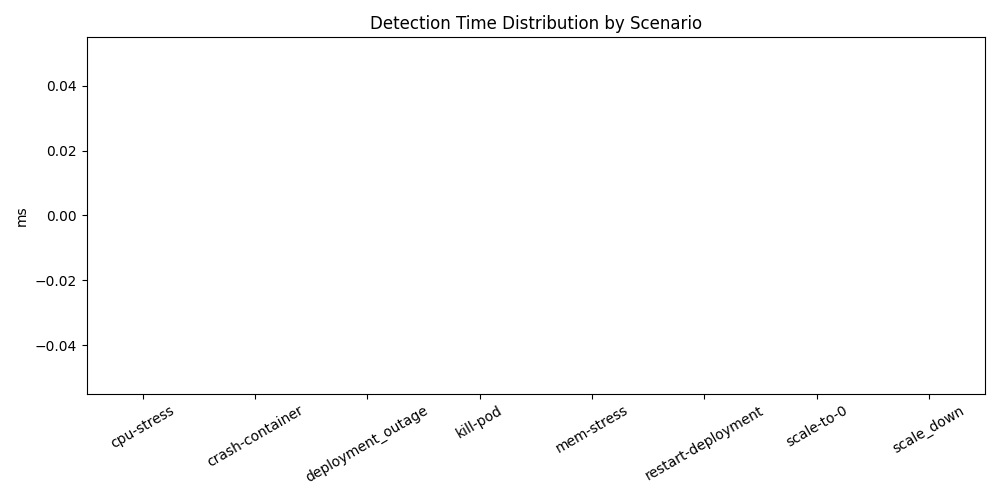 Detection Time Distribution by Scenario
ms
0.04
0.02
0.00
−0.02
−0.04
cpu-stress
crash-container
deployment_outage
kill-pod
mem-stress
restart-deployment
scale-to-0
scale_down